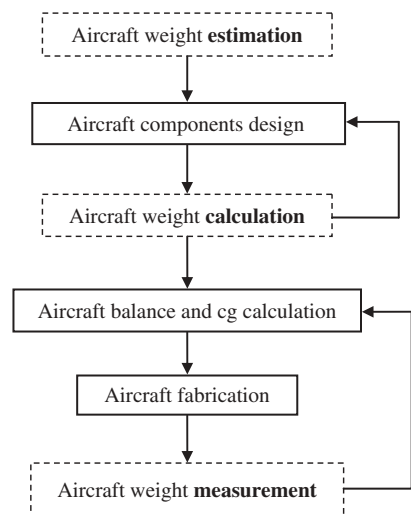 Aircraft weight estimation
Aircraft components design
Aircraft weight calculation
Aircraft balance and cg calculation
Aircraft fabrication
Aircraft weight measurement